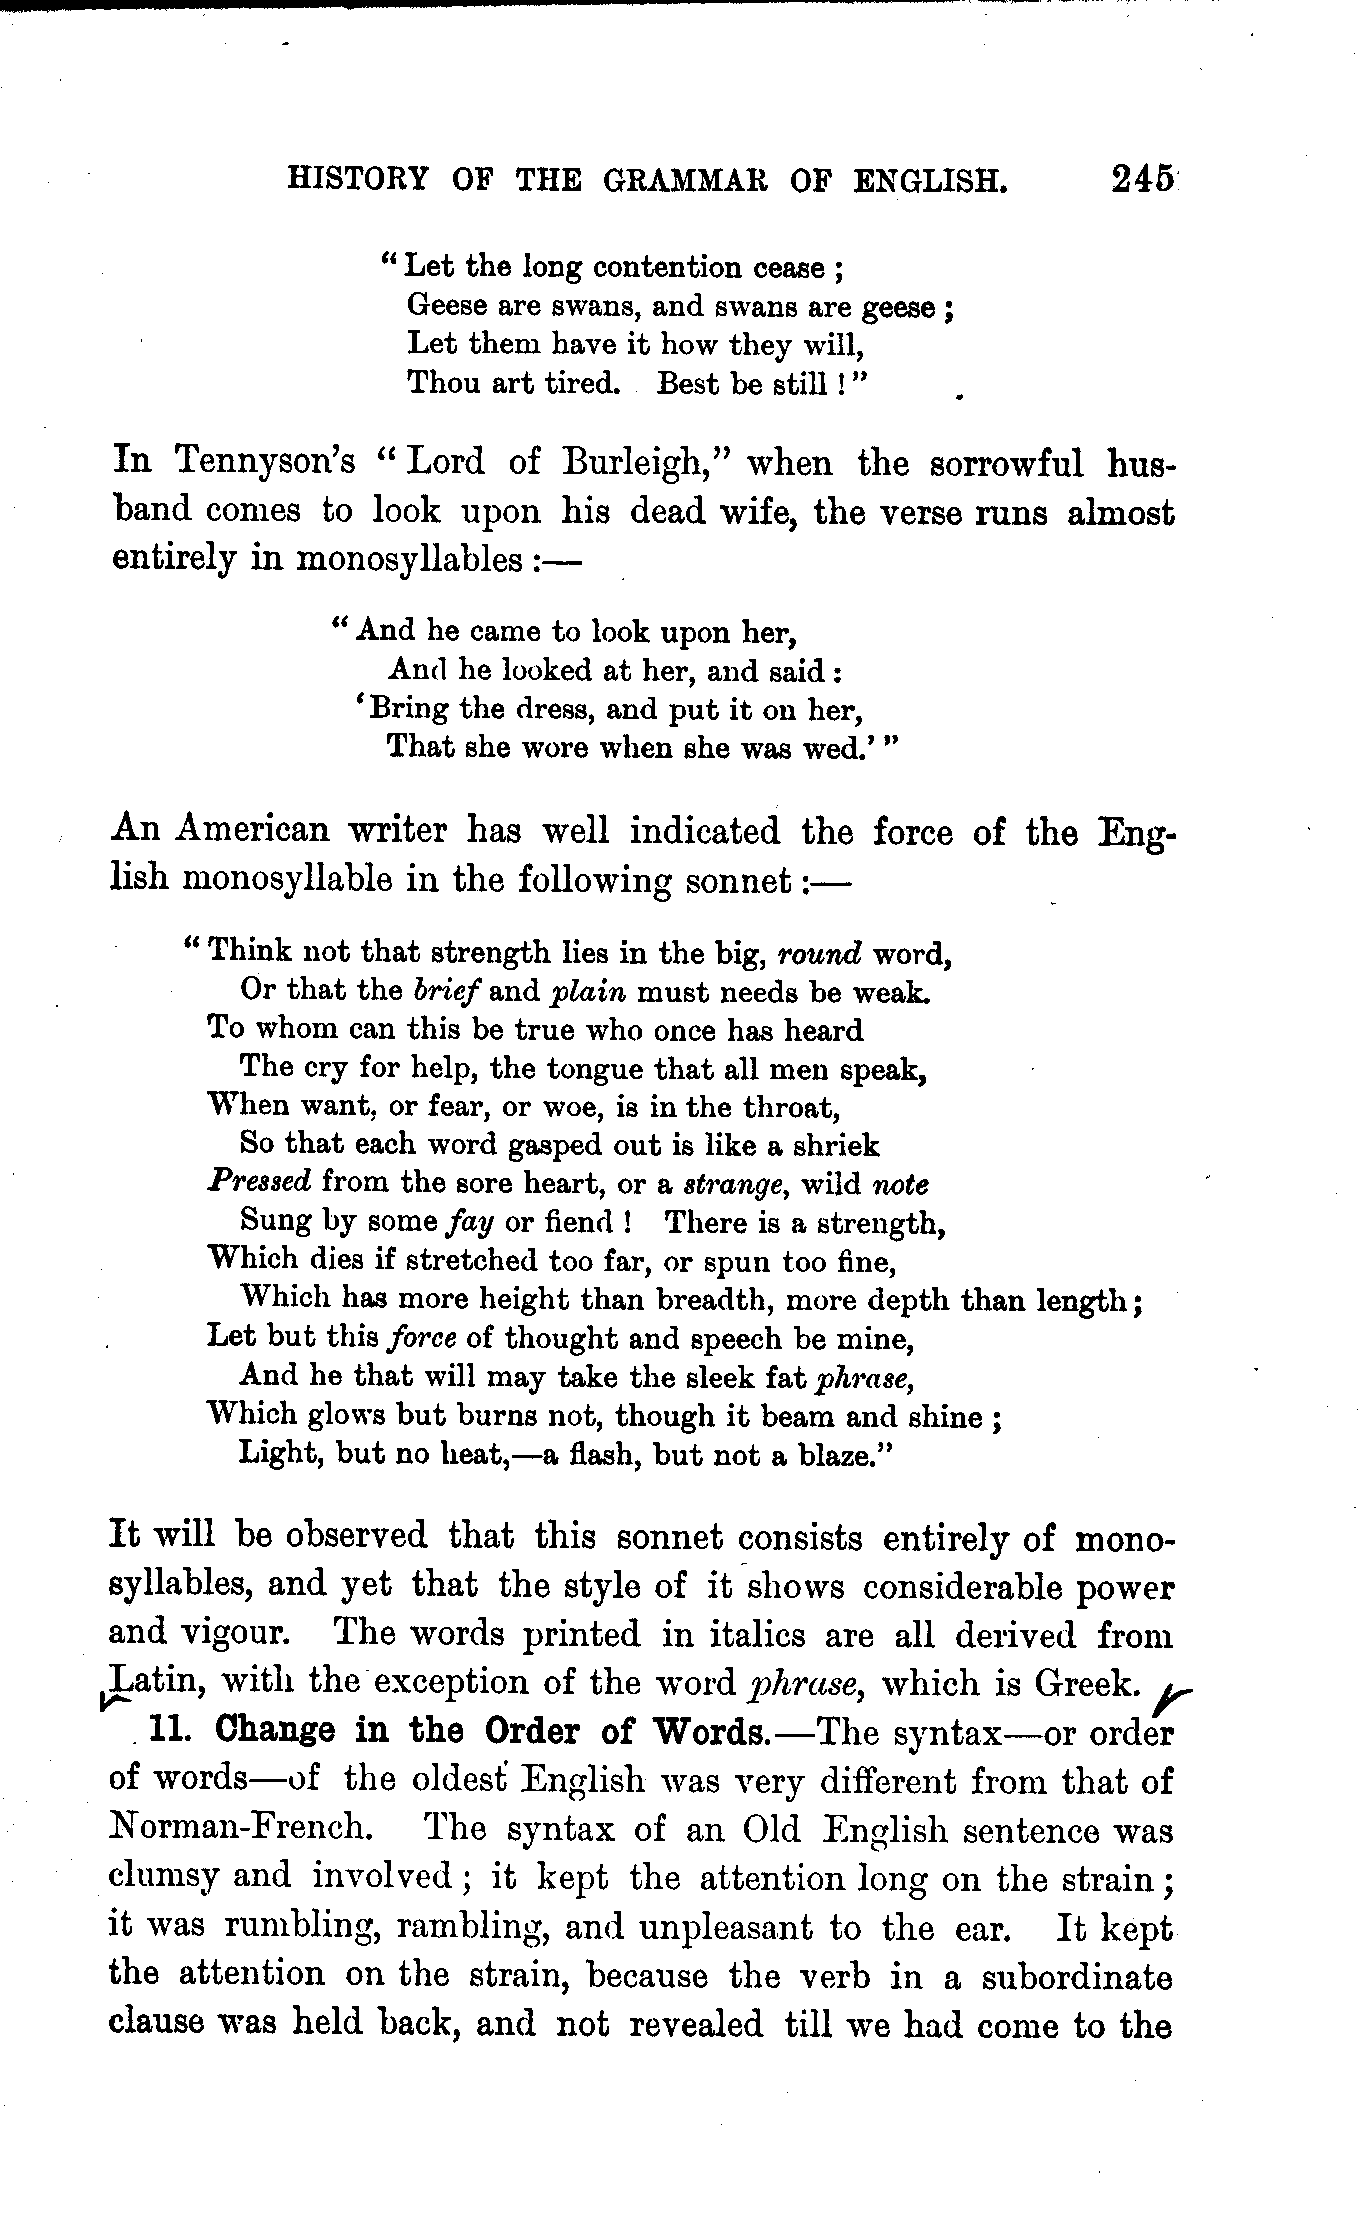 HISTORY OF THE GRAMMAR OF ENGLISH. 245
“Let the long contention cease ;
Geese are swans, and swans are geese ;
Let them have it how they will,
Thou art tired. Best be still !”
In Tennyson’s “Lord of Burleigh,” when the sorrowful hus-
band comes to look upon his dead wife, the verse runs almost
entirely in monosyllables :—
“And he came to look upon her,
And he looked at her, and said :
‘Bring the dress, and put it on her,
That she wore when she was wed.’”
An American writer has well indicated the force of the Eng-
lish monosyllable in the following sonnet :—
“Think not that strength lies in the big, round word,
Or that the brief and plain must needs be weak.
To whom can this be true who once has heard
The cry for help, the tongue that all men speak,
When want, or fear, or woe, is in the throat,
So that each word gasped out is like a shriek
Pressed from the sore heart, or a strange, wild note
Sung by some fay or fiend ! There is a strength,
Which dies if stretched too far, or spun too fine,
Which has more height than breadth, more depth than length ;
Let but this force of thought and speech be mine,
And he that will may take the sleek fat phrase,
Which glows but burns not, though it beam and shine ;
Light, but no heat,—a flash, but not a blaze.”
It will be observed that this sonnet consists entirely of mono-
syllables, and yet that the style of it shows considerable power
and vigour. The words printed in italics are all derived from
Latin, with the exception of the word phrase, which is Greek.
11. Change in the Order of Words.—The syntax—or order
of words—of the oldest English was very different from that of
Norman-French. The syntax of an Old English sentence was
clumsy and involved ; it kept the attention long on the strain ;
it was rumbling, rambling, and unpleasant to the ear. It kept
the attention on the strain, because the verb in a subordinate
clause was held back, and not revealed till we had come to the